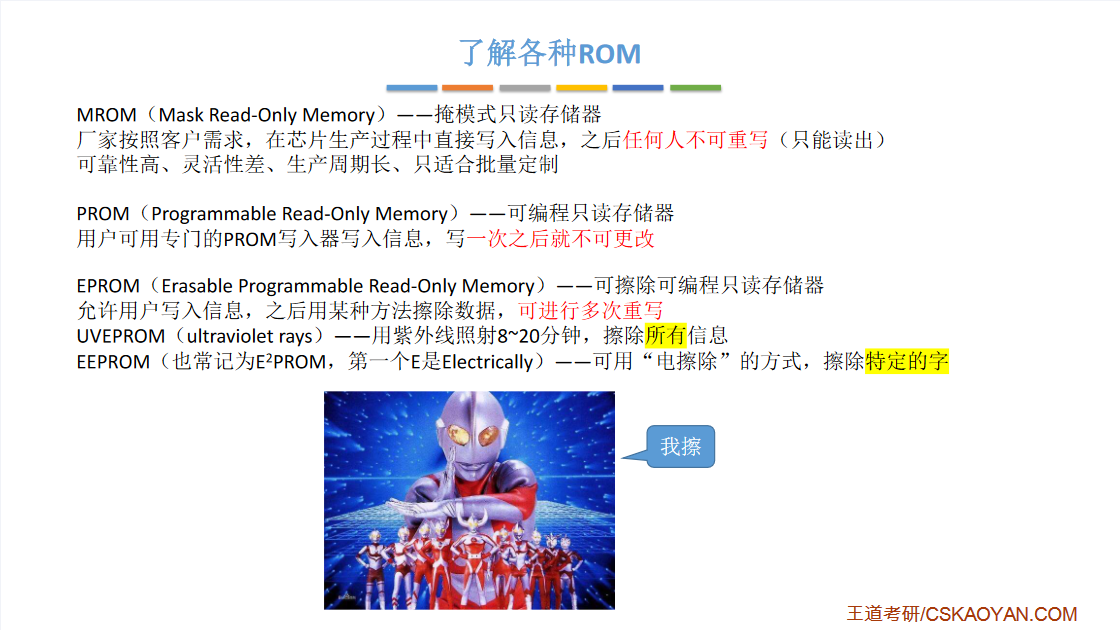 了解各种ROM
MROM（Mask Read-Only Memory）——掩模式只读存储器
厂家按照客户需求，在芯片生产过程中直接写入信息，之后任何人不可重写（只能读出）
可靠性高、灵活性差、生产周期长、只适合批量定制
PROM（Programmable Read-Only Memory）——可编程只读存储器
用户可用专门的PROM写入器写入信息，写一次之后就不可更改
EPROM（Erasable Programmable Read-Only Memory）——可擦除可编程只读存储器
允许用户写入信息，之后用某种方法擦除数据，可进行多次重写
UVEPROM（ultraviolet rays）——用紫外线照射8~20分钟，擦除所有信息
EEPROM（也常记为E²PROM，第一个E是Electrically）——可用“电擦除”的方式，擦除特定的字
我擦
王道考研/CSKAOYAN.COM